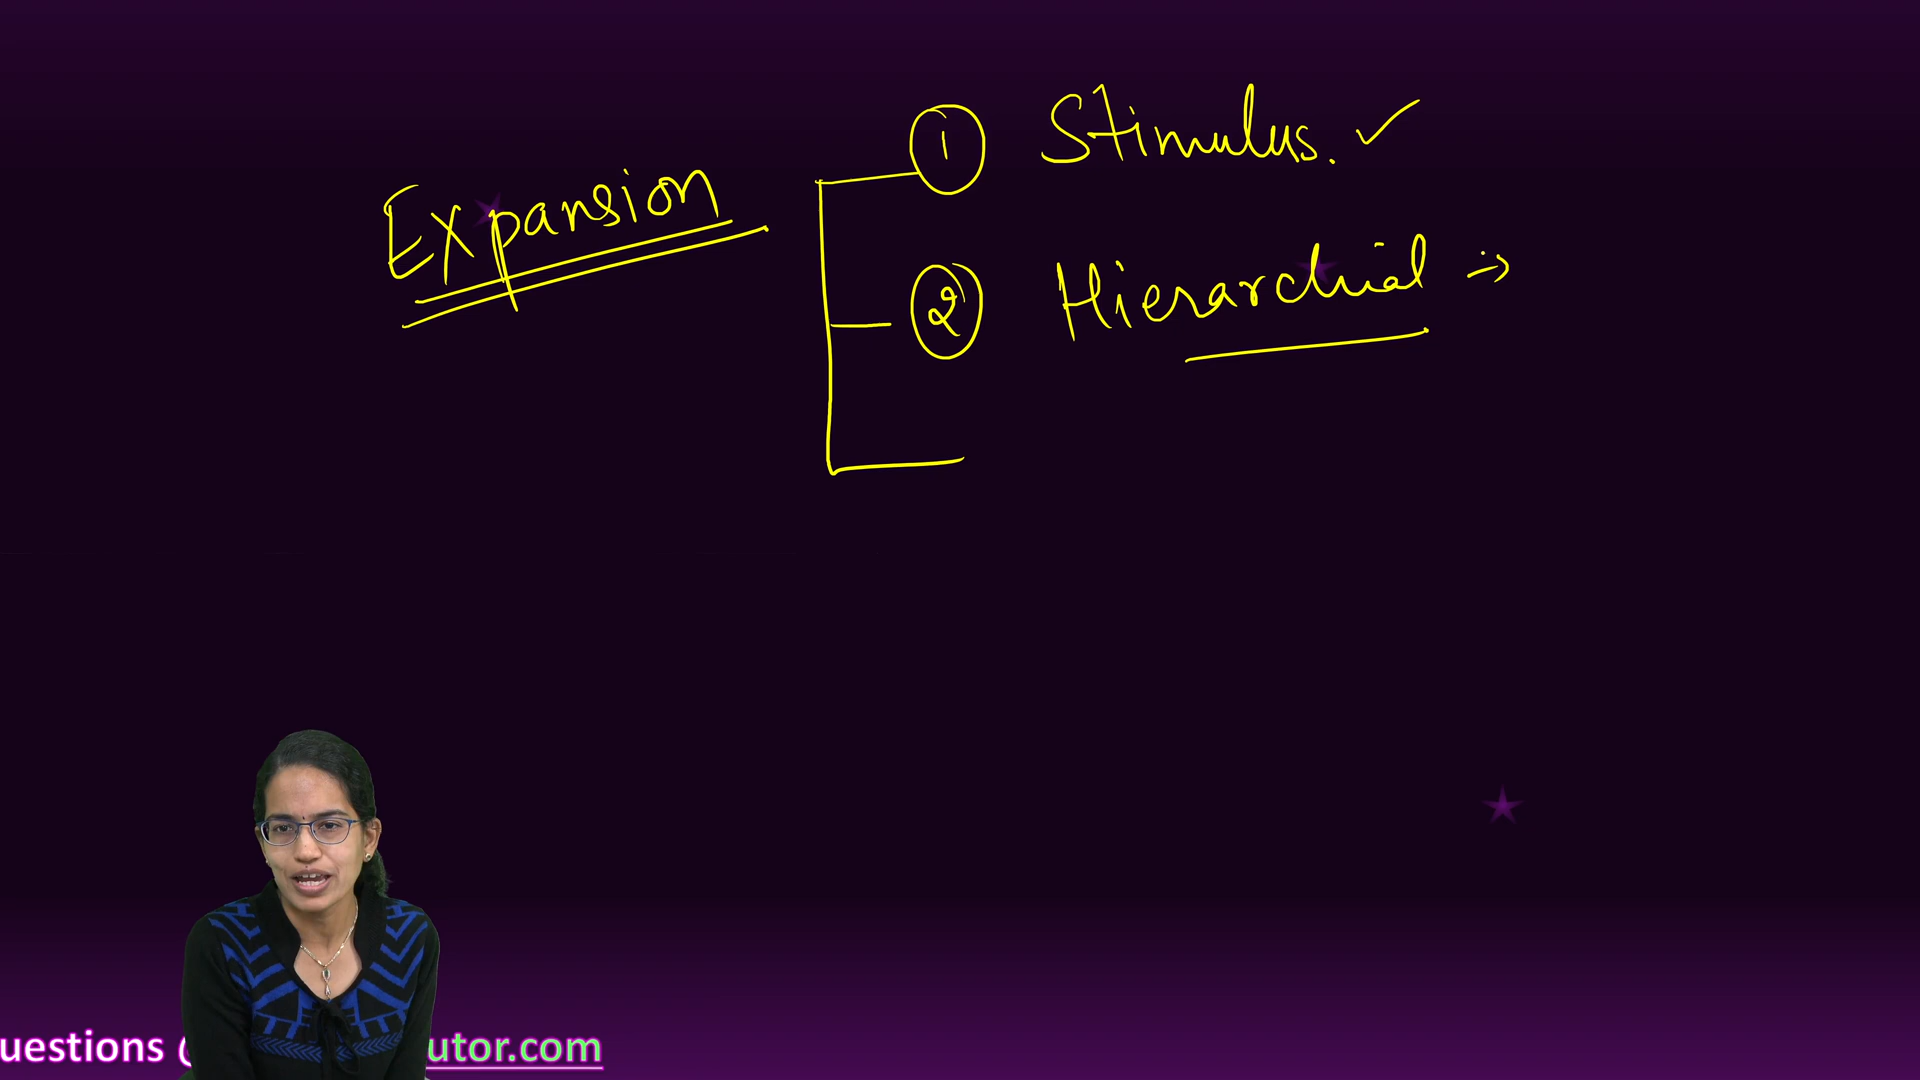 ① Stimulus. ✓
Expansion
② Hierarchial ⇒
uestions @
utor.com